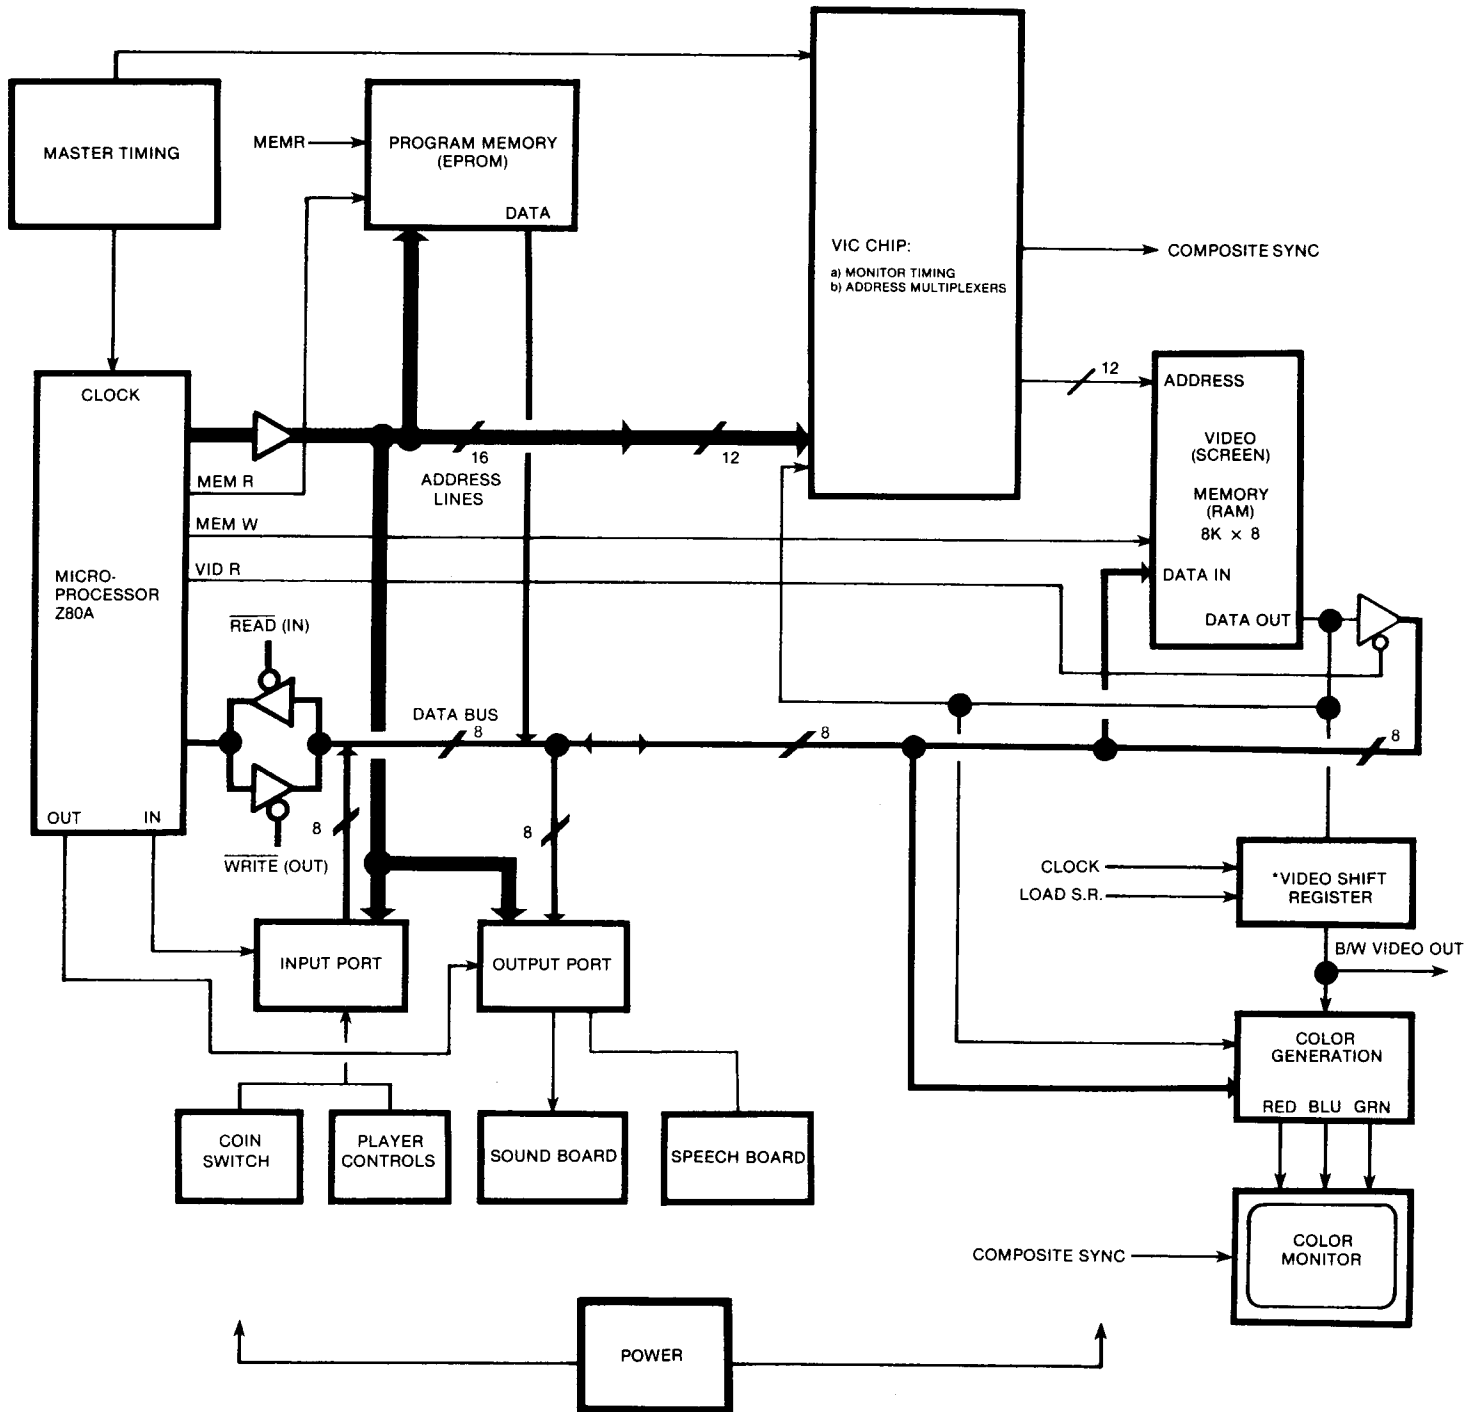 MASTER TIMING
MEMR
PROGRAM MEMORY
(EPROM)
DATA
VIC CHIP:
a) MONITOR TIMING
b) ADDRESS MULTIPLEXERS
COMPOSITE SYNC
12
ADDRESS
VIDEO
(SCREEN)
MEMORY
(RAM)
8K × 8
DATA IN
DATA OUT
CLOCK
16
ADDRESS
LINES
12
MEM R
MEM W
VID R
MICRO-
PROCESSOR
Z80A
READ (IN)
DATA BUS
8
8
8
OUT
IN
8
8
WRITE (OUT)
CLOCK
LOAD S.R.
*VIDEO SHIFT
REGISTER
B/W VIDEO OUT
INPUT PORT
OUTPUT PORT
COLOR
GENERATION
RED BLU GRN
COIN
SWITCH
PLAYER
CONTROLS
SOUND BOARD
SPEECH BOARD
COMPOSITE SYNC
COLOR
MONITOR
POWER